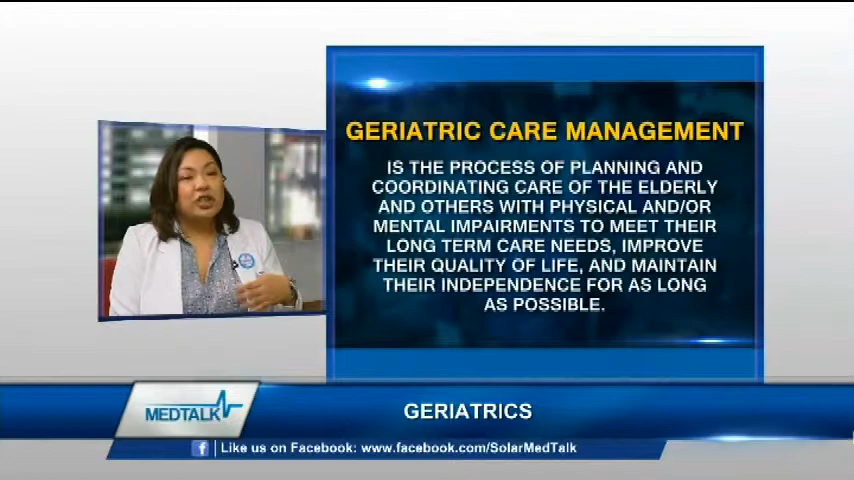 GERIATRIC CARE MANAGEMENT
IS THE PROCESS OF PLANNING AND
COORDINATING CARE OF THE ELDERLY
AND OTHERS WITH PHYSICAL AND/OR
MENTAL IMPAIRMENTS TO MEET THEIR
LONG TERM CARE NEEDS, IMPROVE
THEIR QUALITY OF LIFE, AND MAINTAIN
THEIR INDEPENDENCE FOR AS LONG
AS POSSIBLE.
MEDTALK
GERIATRICS
f Like us on Facebook: www.facebook.com/SolarMedTalk